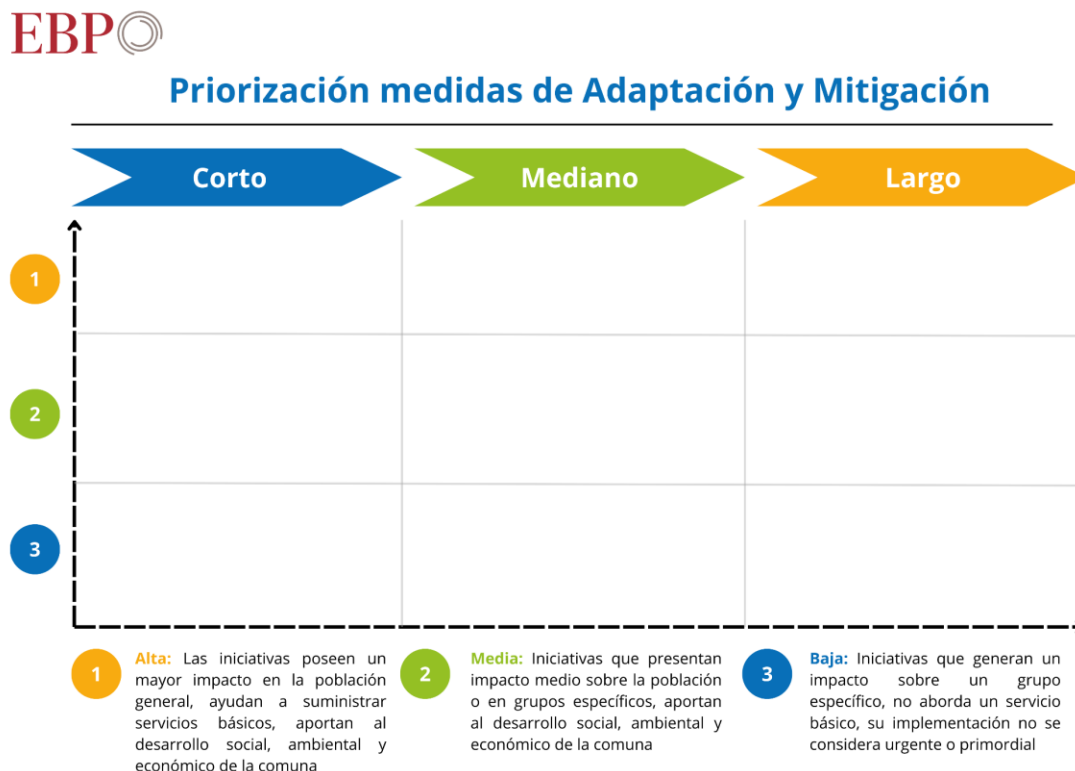 EBP
Priorización medidas de Adaptación y Mitigación
Corto
Mediano
Largo
1
2
3
1
Alta: Las iniciativas poseen un
mayor impacto en la población
general, ayudan a suministrar
servicios básicos, aportan al
desarrollo social, ambiental y
económico de la comuna
2
Media: Iniciativas que presentan
impacto medio sobre la población
o en grupos específicos, aportan
al desarrollo social, ambiental y
económico de la comuna
3
Baja: Iniciativas que generan un
impacto sobre un grupo
específico, no aborda un servicio
básico, su implementación no se
considera urgente o primordial